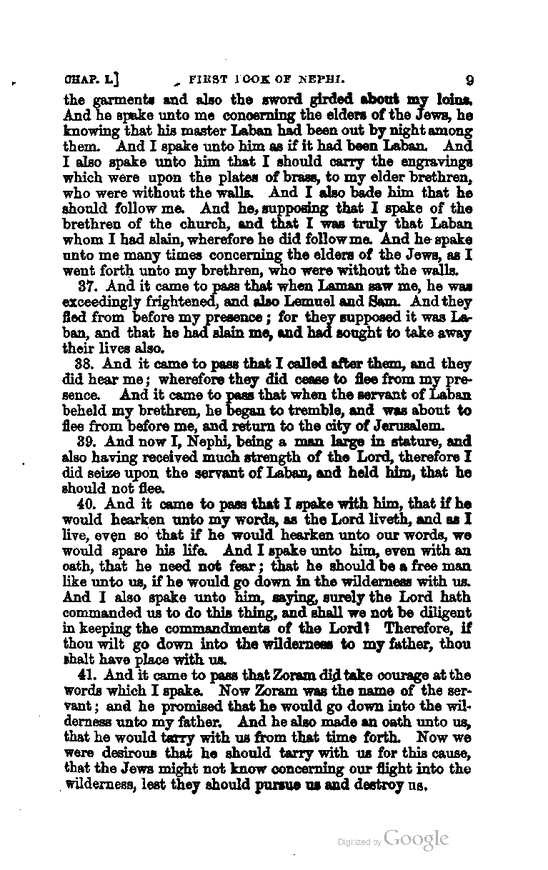 CHAP. I.] FIRST BOOK OF NEPHI. 9
the garments and also the sword girded about my loins.
And he spake unto me concerning the elders of the Jews, he
knowing that his master Laban had been out by night among
them. And I spake unto him as if it had been Laban. And
I also spake unto him that I should carry the engravings
which were upon the plates of brass, to my elder brethren,
who were without the walls. And I also bade him that he
should follow me. And he, supposing that I spake of the
brethren of the church, and that I was truly that Laban
whom I had slain, wherefore he did follow me. And he spake
unto me many times concerning the elders of the Jews, as I
went forth unto my brethren, who were without the walls.
37. And it came to pass that when Laman saw me, he was
exceedingly frightened, and also Lemuel and Sam. And they
fled from before my presence; for they supposed it was La-
ban, and that he had slain me, and had sought to take away
their lives also.
38. And it came to pass that I called after them, and they
did hear me; wherefore they did cease to flee from my pre-
sence. And it came to pass that when the servant of Laban
beheld my brethren, he began to tremble, and was about to
flee from before me, and return to the city of Jerusalem.
39. And now I, Nephi, being a man large in stature, and
also having received much strength of the Lord, therefore I
did seize upon the servant of Laban, and held him, that he
should not flee.
40. And it came to pass that I spake with him, that if he
would hearken unto my words, as the Lord liveth, and as I
live, even so that if he would hearken unto our words, we
would spare his life. And I spake unto him, even with an
oath, that he need not fear; that he should be a free man
like unto us, if he would go down in the wilderness with us.
And I also spake unto him, saying, surely the Lord hath
commanded us to do this thing, and shall we not be diligent
in keeping the commandments of the Lord? Therefore, if
thou wilt go down into the wilderness to my father, thou
shalt have place with us.
41. And it came to pass that Zoram did take courage at the
words which I spake. Now Zoram was the name of the ser-
vant; and he promised that he would go down into the wil-
derness unto my father. And he also made an oath unto us,
that he would tarry with us from that time forth. Now we
were desirous that he should tarry with us for this cause,
that the Jews might not know concerning our flight into the
wilderness, lest they should pursue us and destroy us.
Digitized by Google